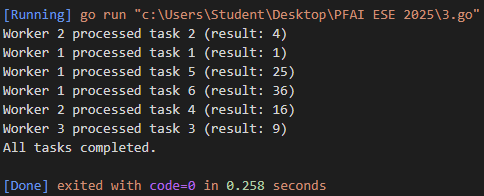 [Running] go run "c:\Users\Student\Desktop\PFAI ESE 2025\3.go"
Worker 2 processed task 2 (result: 4)
Worker 1 processed task 1 (result: 1)
Worker 1 processed task 5 (result: 25)
Worker 1 processed task 6 (result: 36)
Worker 2 processed task 4 (result: 16)
Worker 3 processed task 3 (result: 9)
All tasks completed.
[Done] exited with code=0 in 0.258 seconds